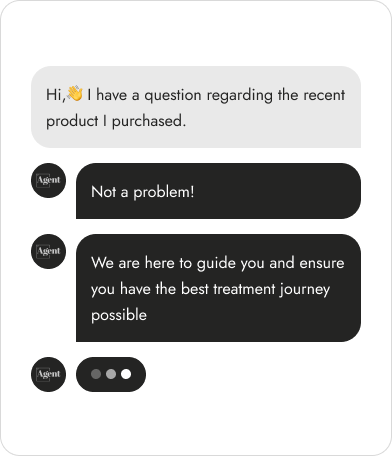 Hi,👋 I have a question regarding the recent
product I purchased.
Agent
Not a problem!
Agent
We are here to guide you and ensure
you have the best treatment journey
possible
Agent